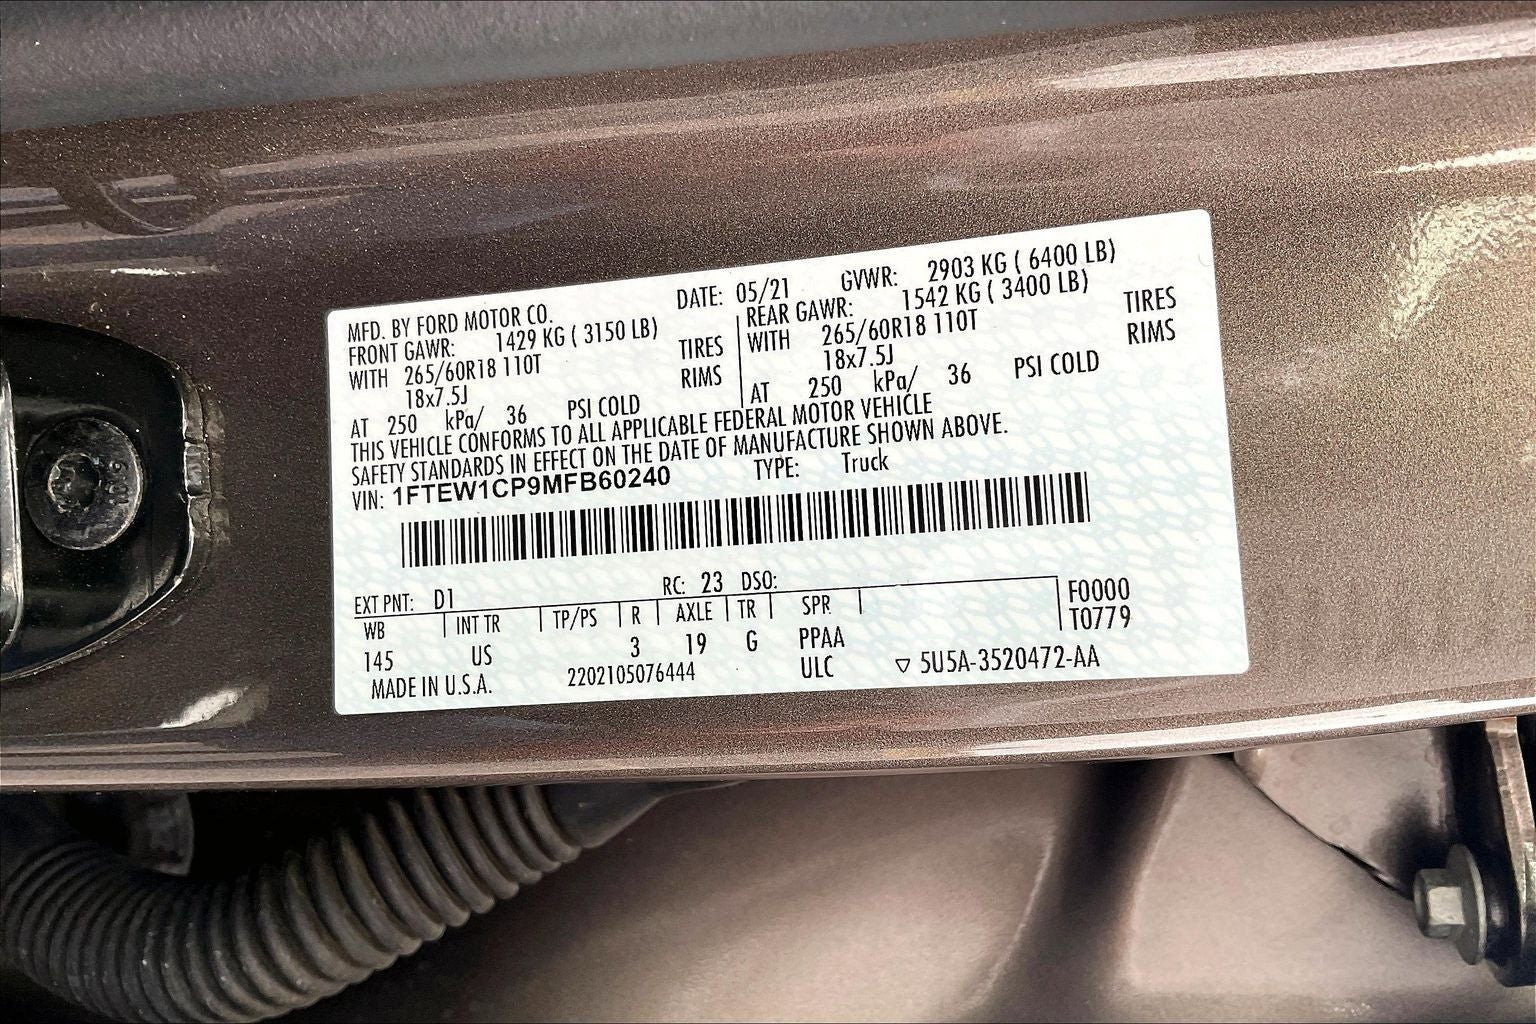 MFD. BY FORD MOTOR CO. DATE: 05/21 GVWR: 2903 KG ( 6400 LB)
FRONT GAWR: 1429 KG ( 3150 LB)
WITH 265/60R18 110T TIRES
18x7.5J RIMS
AT 250 kPa/ 36 PSI COLD
REAR GAWR: 1542 KG ( 3400 LB)
WITH 265/60R18 110T TIRES
18x7.5J RIMS
AT 250 kPa/ 36 PSI COLD
THIS VEHICLE CONFORMS TO ALL APPLICABLE FEDERAL MOTOR VEHICLE
SAFETY STANDARDS IN EFFECT ON THE DATE OF MANUFACTURE SHOWN ABOVE.
VIN: 1FTEW1CP9MFB60240 TYPE: Truck
EXT PNT: D1 RC: 23 DSO:
WB INT TR TP/PS R AXLE TR SPR F0000
T0779
145 US 3 19 G PPAA
MADE IN U.S.A. 2202105076444 ULC ▽ 5U5A-3520472-AA